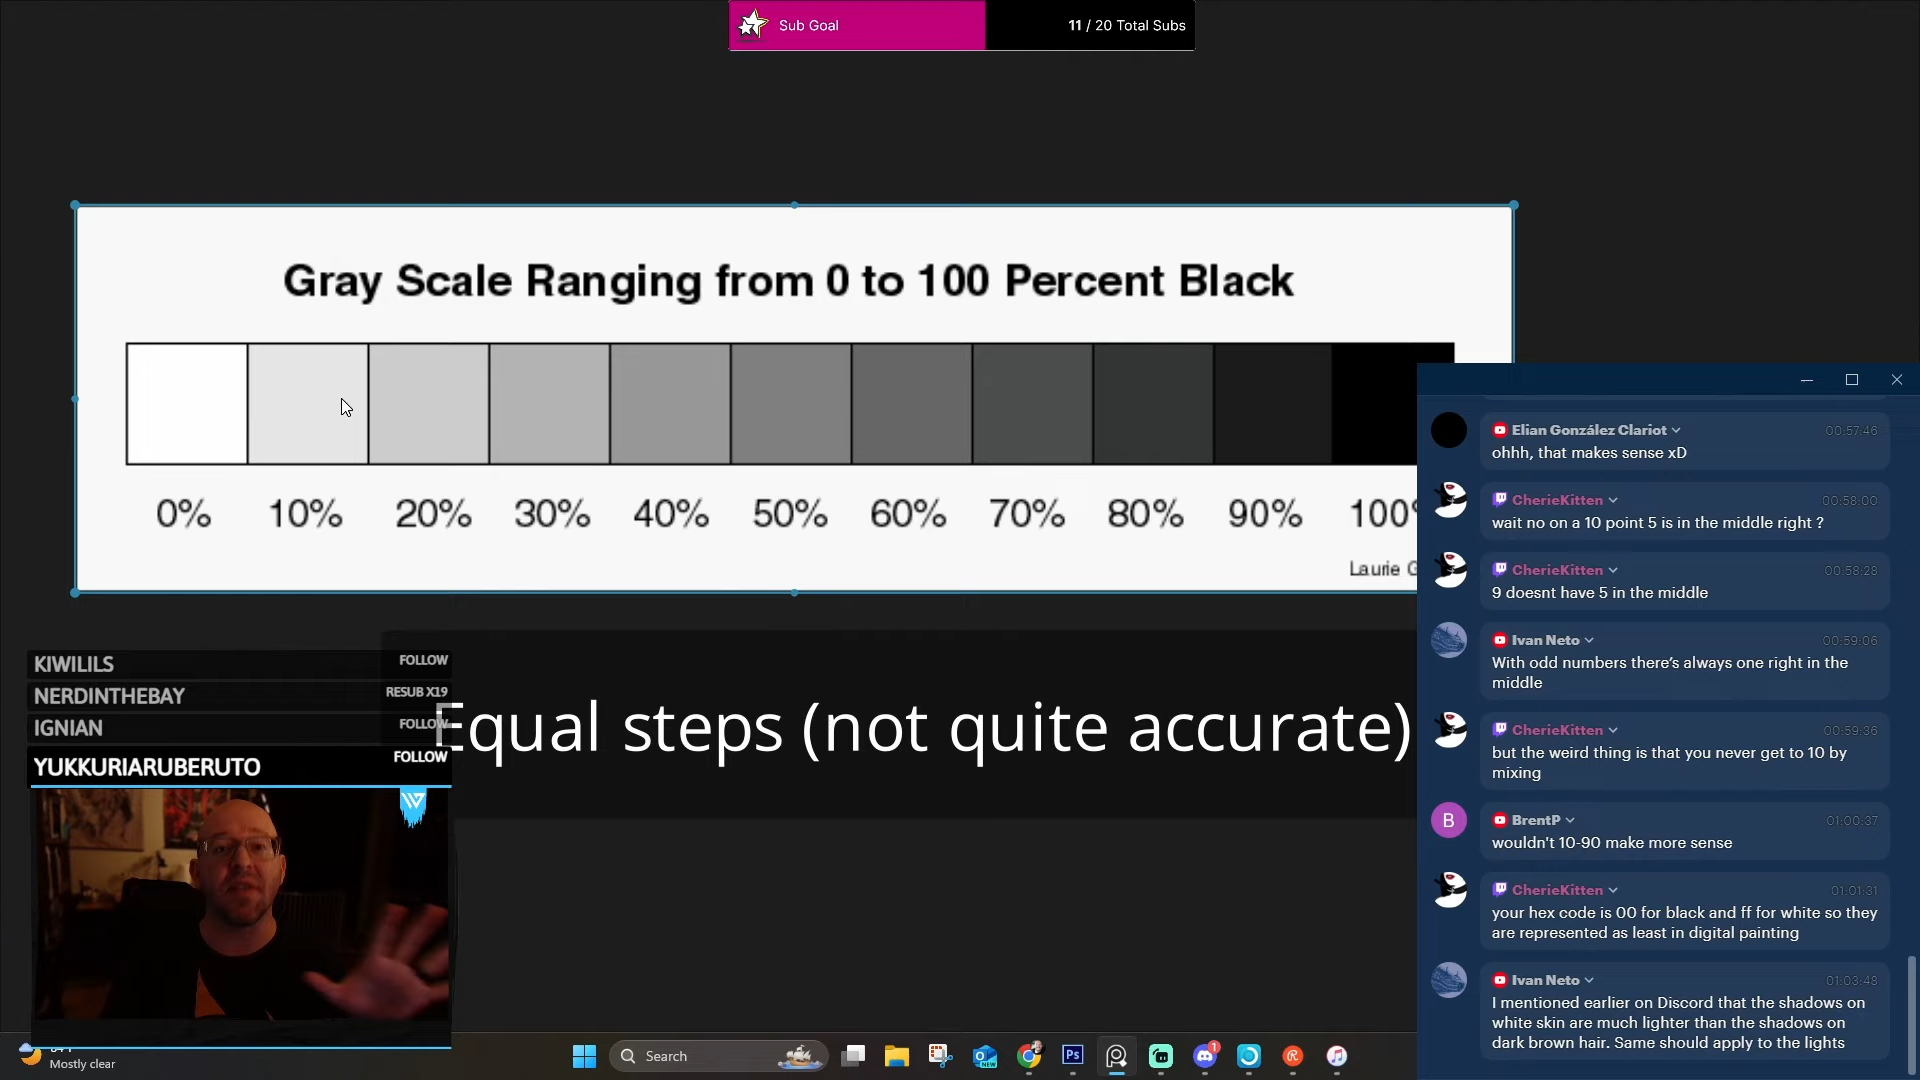 Sub Goal
11 / 20 Total Subs
Gray Scale Ranging from 0 to 100 Percent Black
0% 10% 20% 30% 40% 50% 60% 70% 80% 90% 100
Laurie G
Equal steps (not quite accurate)
KIWILILS FOLLOW
NERDINTHEBAY RESUB X19
IGNIAN FOLLOW
YUKKURIARUBERUTO FOLLOW
Elian González Clariot 00:57:46
ohhh, that makes sense xD
CherieKitten 00:58:00
wait no on a 10 point 5 is in the middle right ?
CherieKitten 00:58:28
9 doesnt have 5 in the middle
Ivan Neto 00:59:06
With odd numbers there's always one right in the
middle
CherieKitten 00:59:36
but the weird thing is that you never get to 10 by
mixing
B
BrentP 01:00:37
wouldn't 10-90 make more sense
CherieKitten 01:01:31
your hex code is 00 for black and ff for white so they
are represented as least in digital painting
Ivan Neto 01:03:48
I mentioned earlier on Discord that the shadows on
white skin are much lighter than the shadows on
dark brown hair. Same should apply to the lights
Mostly clear
Search
NEW
Ps
1